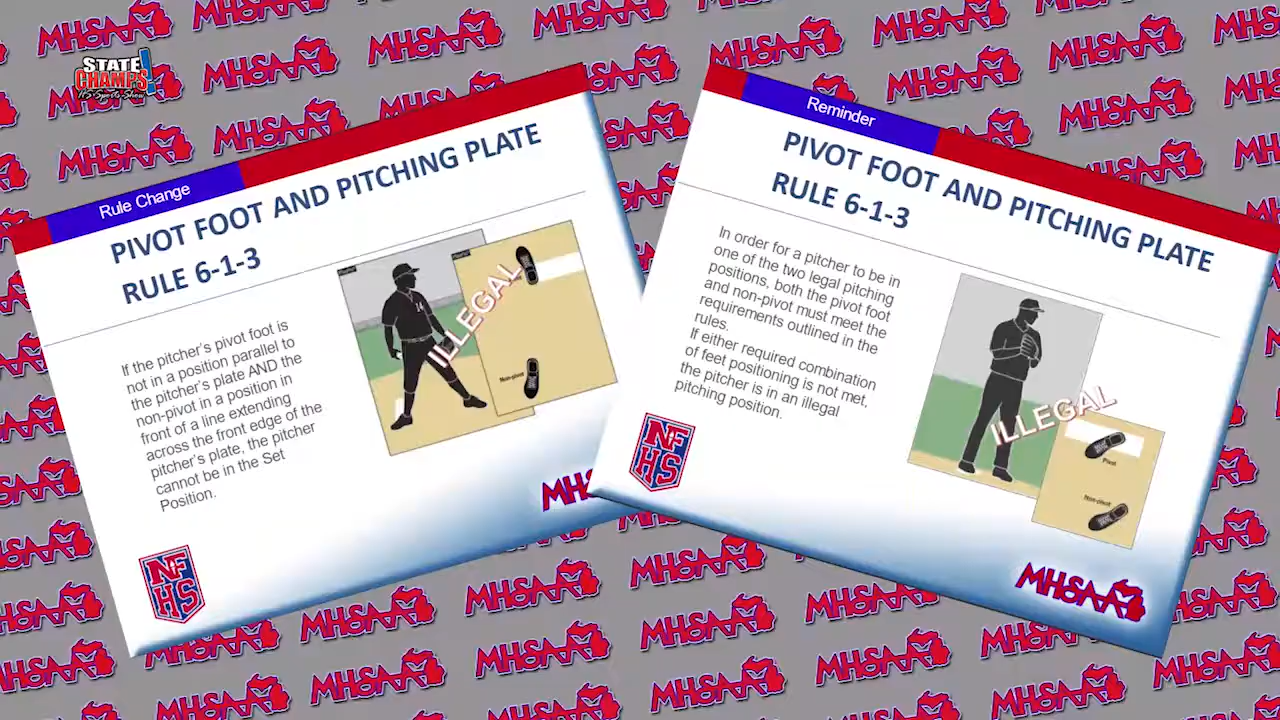 STATE
CHAMPS!
HS Sports Show
Rule Change
PIVOT FOOT AND PITCHING PLATE
RULE 6-1-3
If the pitcher's pivot foot is
not in a position parallel to
the pitcher's plate AND the
non-pivot in a position in
front of a line extending
across the front edge of the
pitcher's plate, the pitcher
cannot be in the Set
Position.
14
ILLEGAL
Non-pivot
NFHS
MHSAA
Reminder
PIVOT FOOT AND PITCHING PLATE
RULE 6-1-3
In order for a pitcher to be in
one of the two legal pitching
positions, both the pivot foot
and non-pivot must meet the
requirements outlined in the
rules.
If either required combination
of feet positioning is not met,
the pitcher is in an illegal
pitching position.
ILLEGAL
Pivot
Non-pivot
NFHS
MHSAA